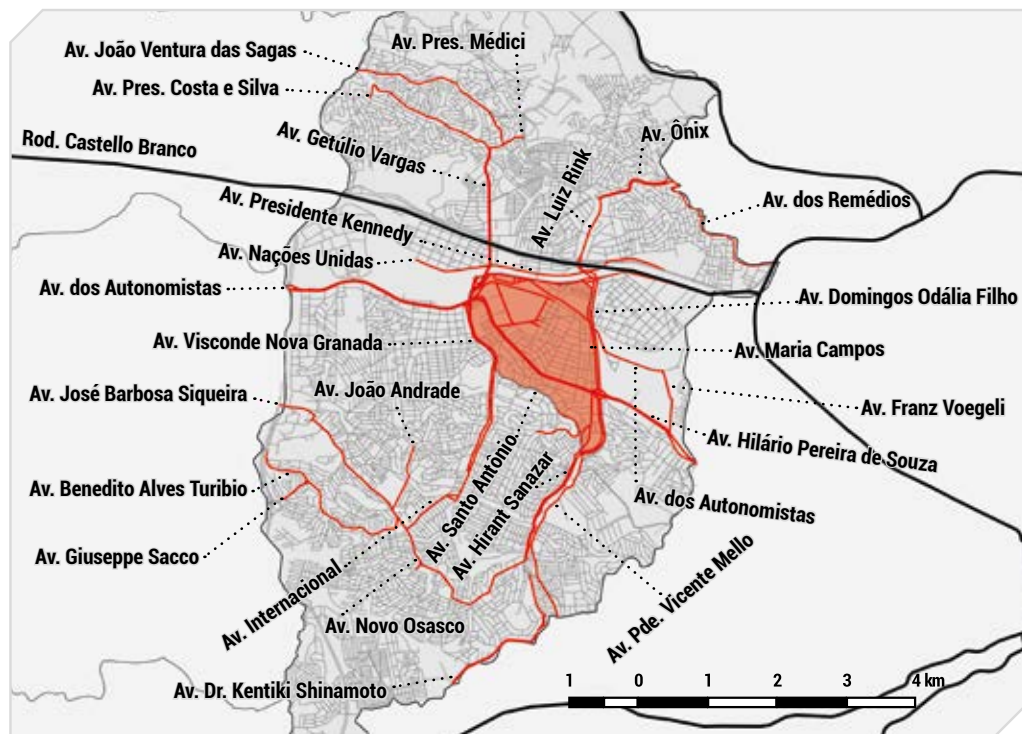 Av. João Ventura das Sagas
Av. Pres. Médici
Av. Pres. Costa e Silva
Av. Ônix
Rod. Castello Branco
Av. Getúlio Vargas
Av. Luiz Rink
Av. dos Remédios
Av. Presidente Kennedy
Av. Nações Unidas
Av. dos Autonomistas
Av. Domingos Odália Filho
Av. Visconde Nova Granada
Av. Maria Campos
Av. João Andrade
Av. José Barbosa Siqueira
Av. Franz Voegeli
Av. Hilário Pereira de Souza
Av. Santo Antônio
Av. Hirant Sanazar
Av. Benedito Alves Turibio
Av. dos Autonomistas
Av. Giuseppe Sacco
Av. Internacional
Av. Pde. Vicente Mello
Av. Novo Osasco
Av. Dr. Kentiki Shinamoto
1 0 1 2 3 4 km